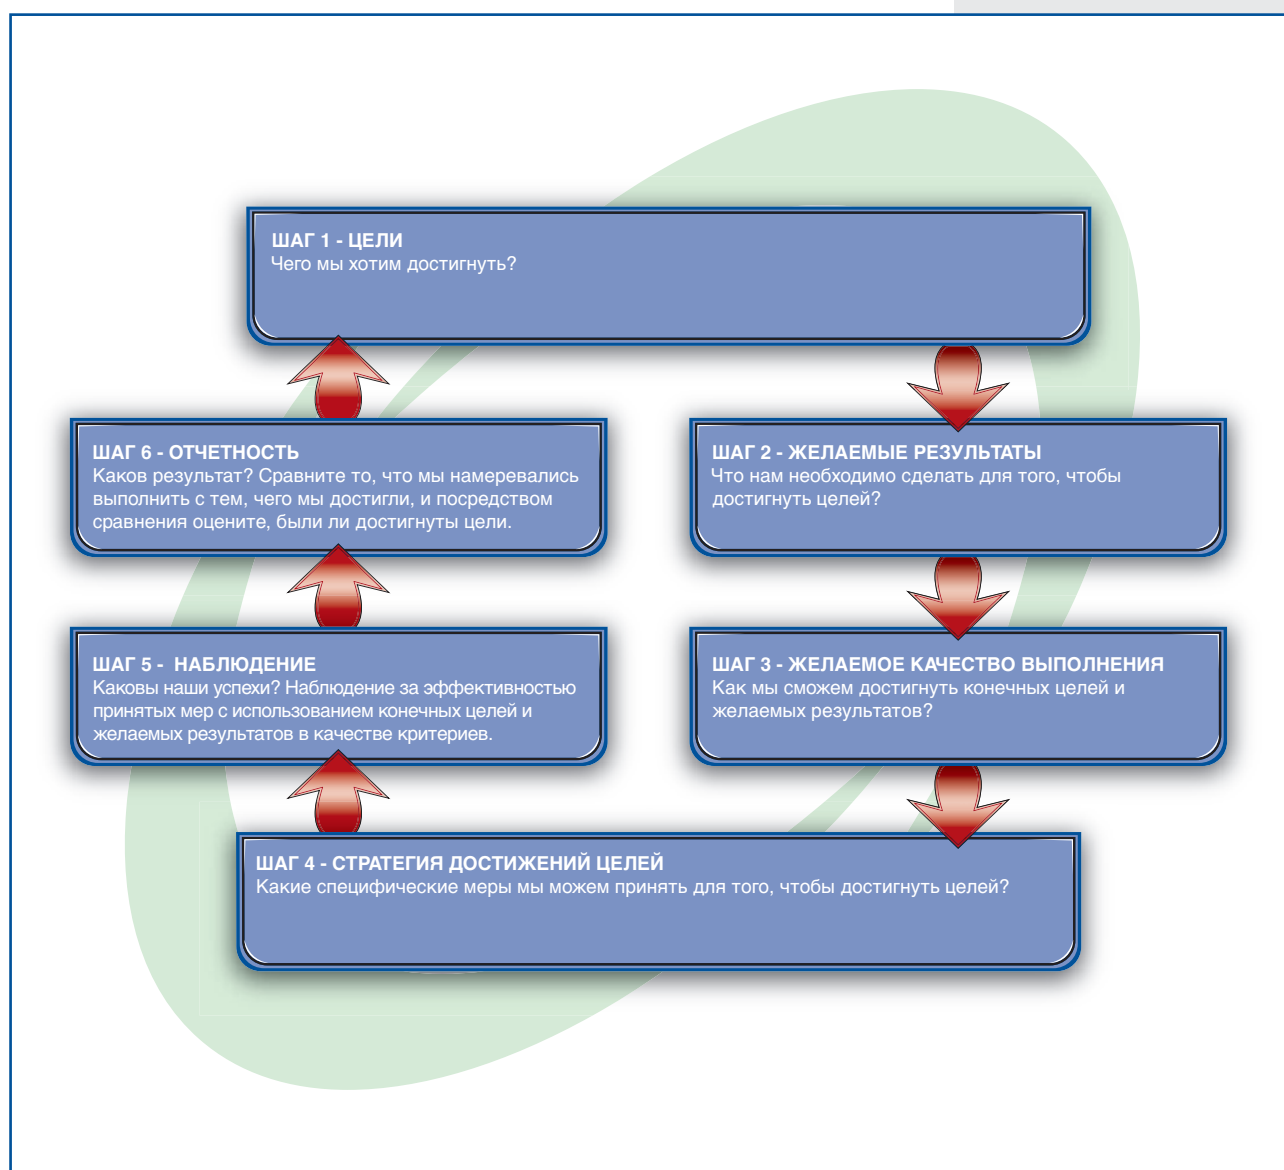 ШАГ 1 - ЦЕЛИ
Чего мы хотим достигнуть?
ШАГ 2 - ЖЕЛАЕМЫЕ РЕЗУЛЬТАТЫ
Что нам необходимо сделать для того, чтобы
достигнуть целей?
ШАГ 3 - ЖЕЛАЕМОЕ КАЧЕСТВО ВЫПОЛНЕНИЯ
Как мы сможем достигнуть конечных целей и
желаемых результатов?
ШАГ 4 - СТРАТЕГИЯ ДОСТИЖЕНИЙ ЦЕЛЕЙ
Какие специфические меры мы можем принять для того, чтобы достигнуть целей?
ШАГ 5 -  НАБЛЮДЕНИЕ
Каковы наши успехи? Наблюдение за эффективностью
принятых мер с использованием конечных целей и
желаемых результатов в качестве критериев.
ШАГ 6 - ОТЧЕТНОСТЬ
Каков результат? Сравните то, что мы намеревались
выполнить с тем, чего мы достигли, и посредством
сравнения оцените, были ли достигнуты цели.